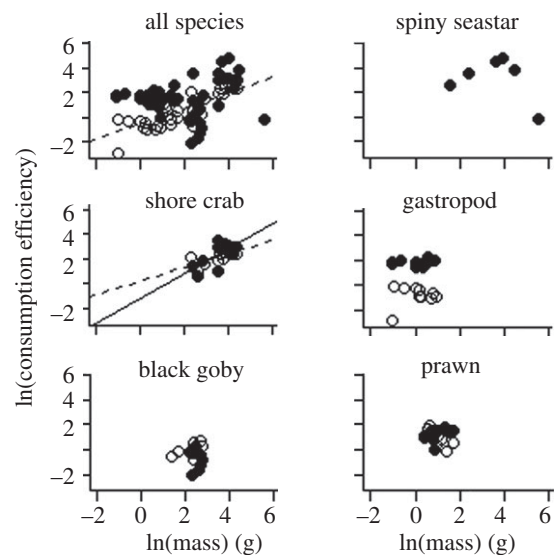 all species
spiny seastar
6
4
2
−2
shore crab
gastropod
6
4
2
−2
black goby
prawn
6
4
2
−2
−2 0 2 4 6
−2 0 2 4 6
ln(mass) (g)
ln(mass) (g)
ln(consumption efficiency)